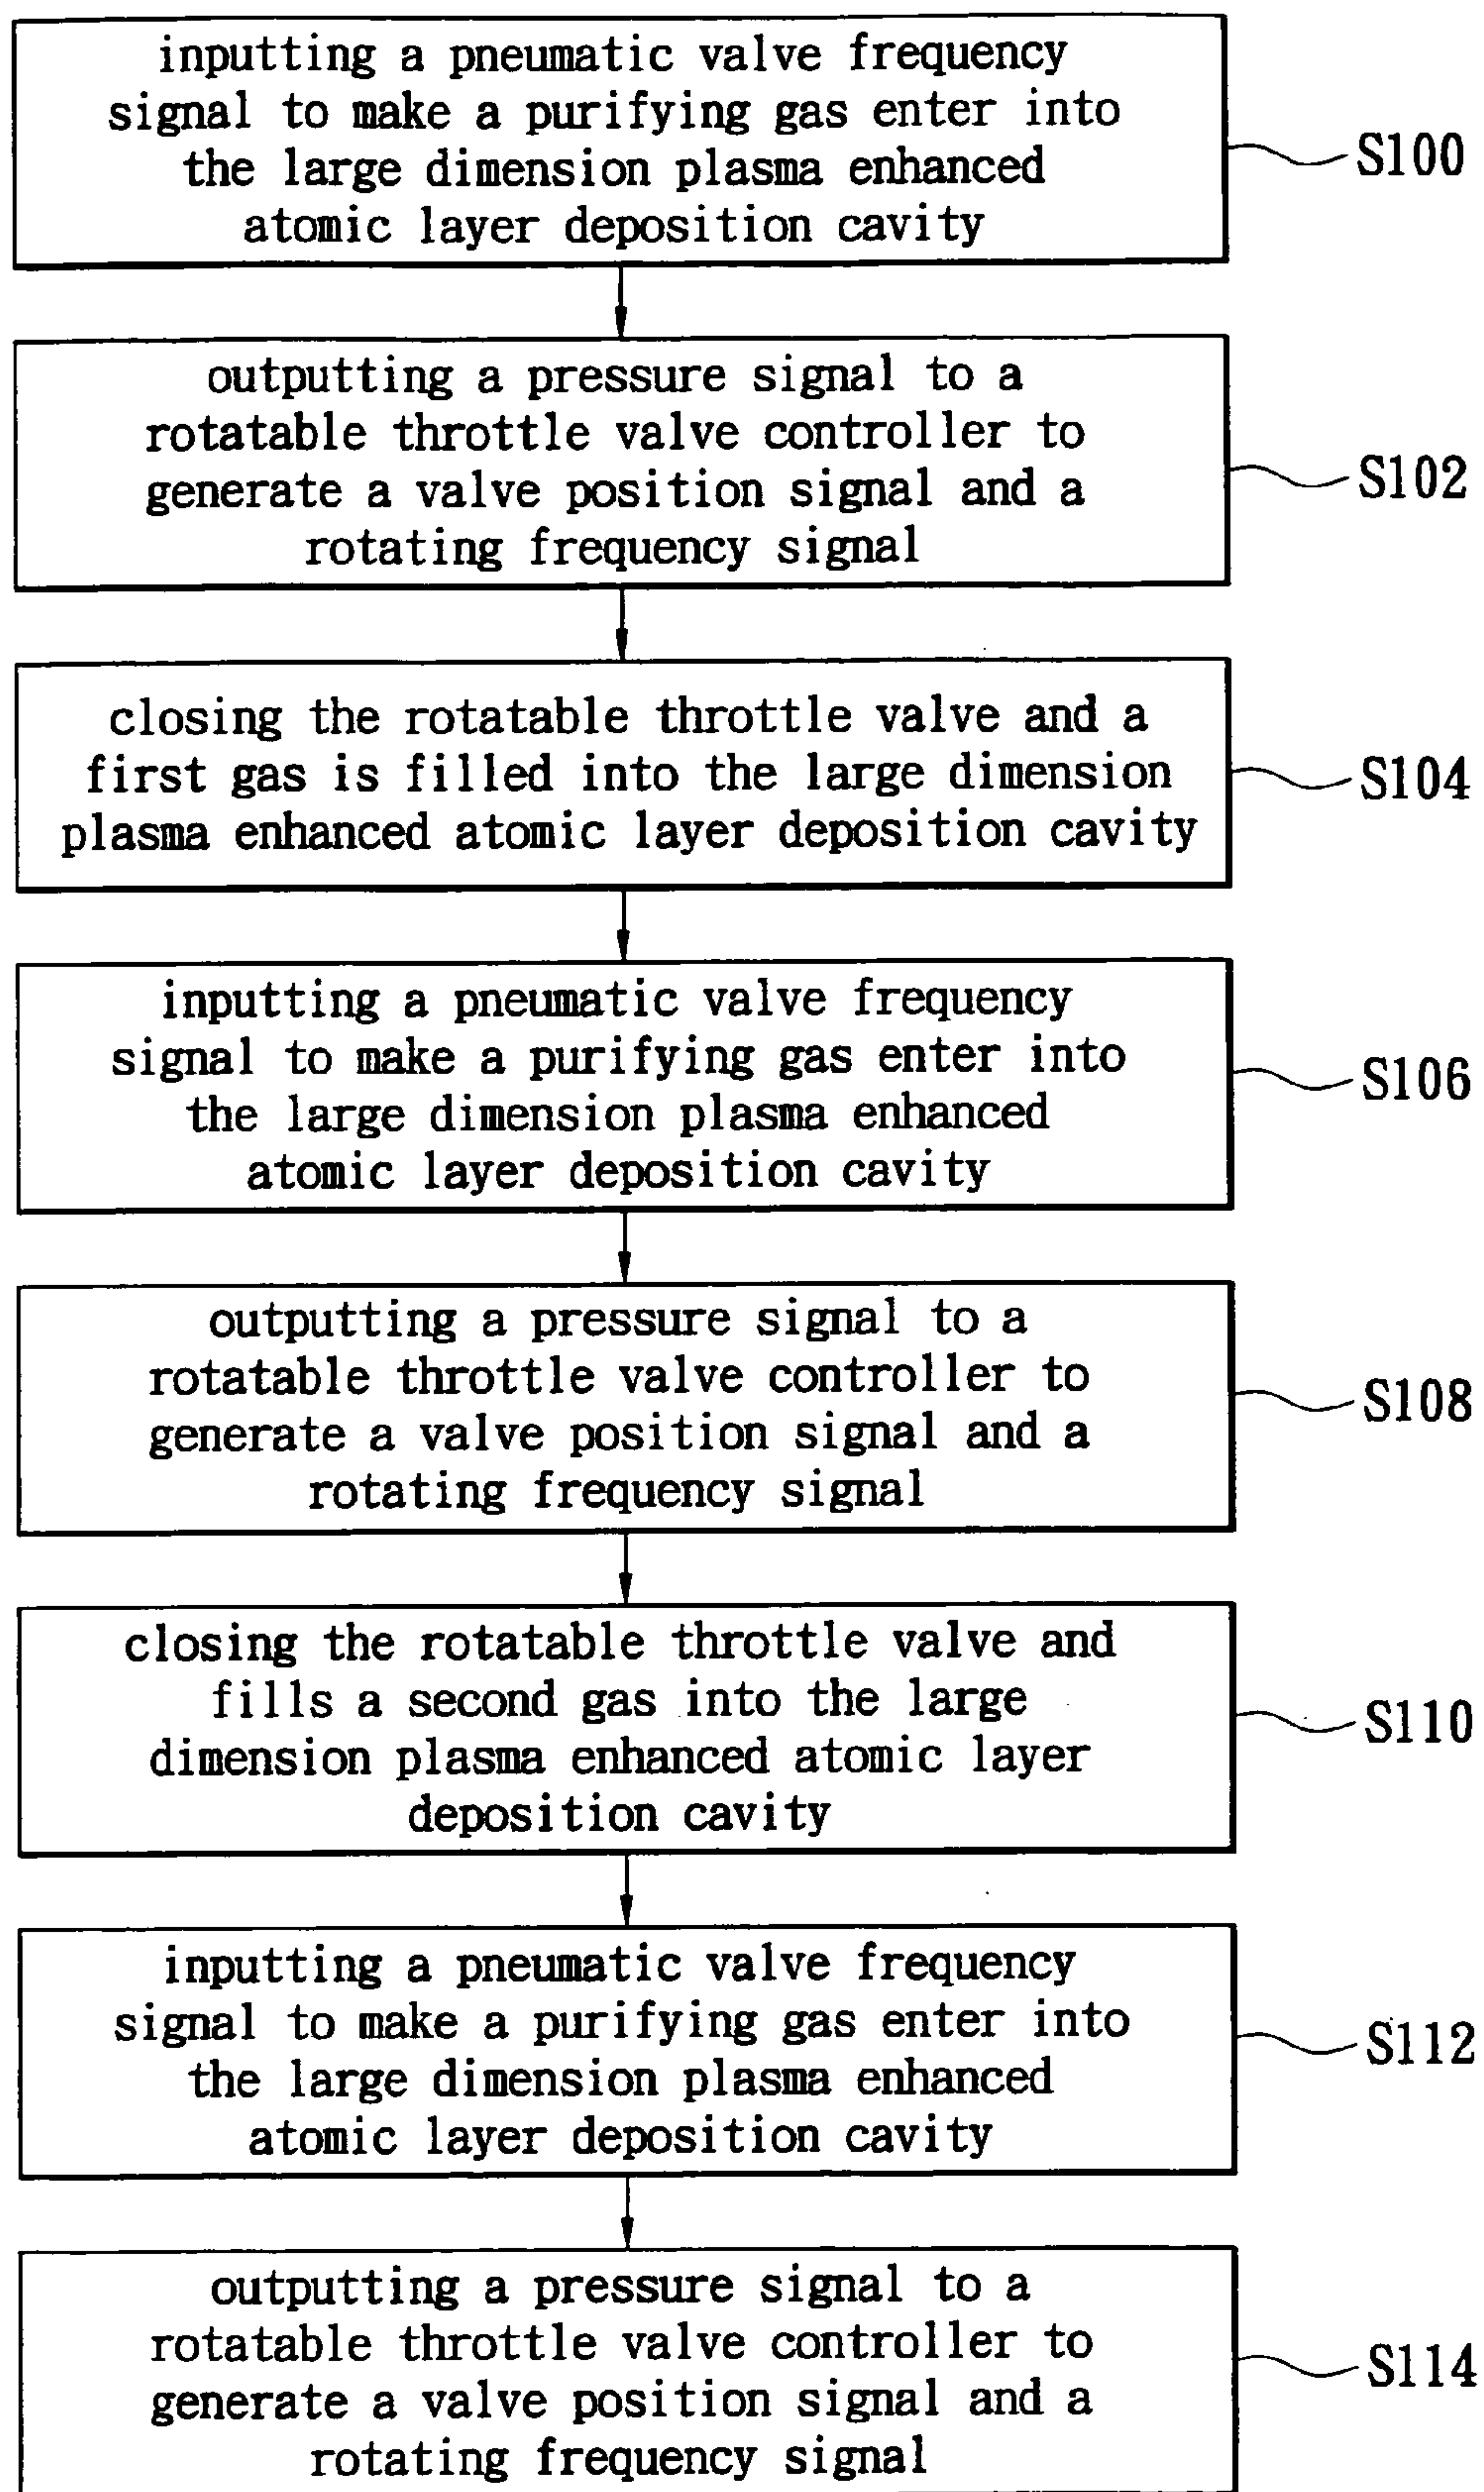 inputting a pneumatic valve frequency
signal to make a purifying gas enter into
the large dimension plasma enhanced
atomic layer deposition cavity
S100
outputting a pressure signal to a
rotatable throttle valve controller to
generate a valve position signal and a
rotating frequency signal
S102
closing the rotatable throttle valve and a
first gas is filled into the large dimension
plasma enhanced atomic layer deposition cavity
S104
inputting a pneumatic valve frequency
signal to make a purifying gas enter into
the large dimension plasma enhanced
atomic layer deposition cavity
S106
outputting a pressure signal to a
rotatable throttle valve controller to
generate a valve position signal and a
rotating frequency signal
S108
closing the rotatable throttle valve and
fills a second gas into the large
dimension plasma enhanced atomic layer
deposition cavity
S110
inputting a pneumatic valve frequency
signal to make a purifying gas enter into
the large dimension plasma enhanced
atomic layer deposition cavity
S112
outputting a pressure signal to a
rotatable throttle valve controller to
generate a valve position signal and a
rotating frequency signal
S114